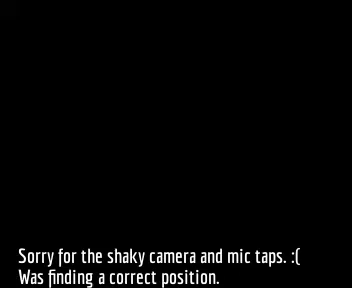 Sorry for the shaky camera and mic taps. :(
Was finding a correct position.